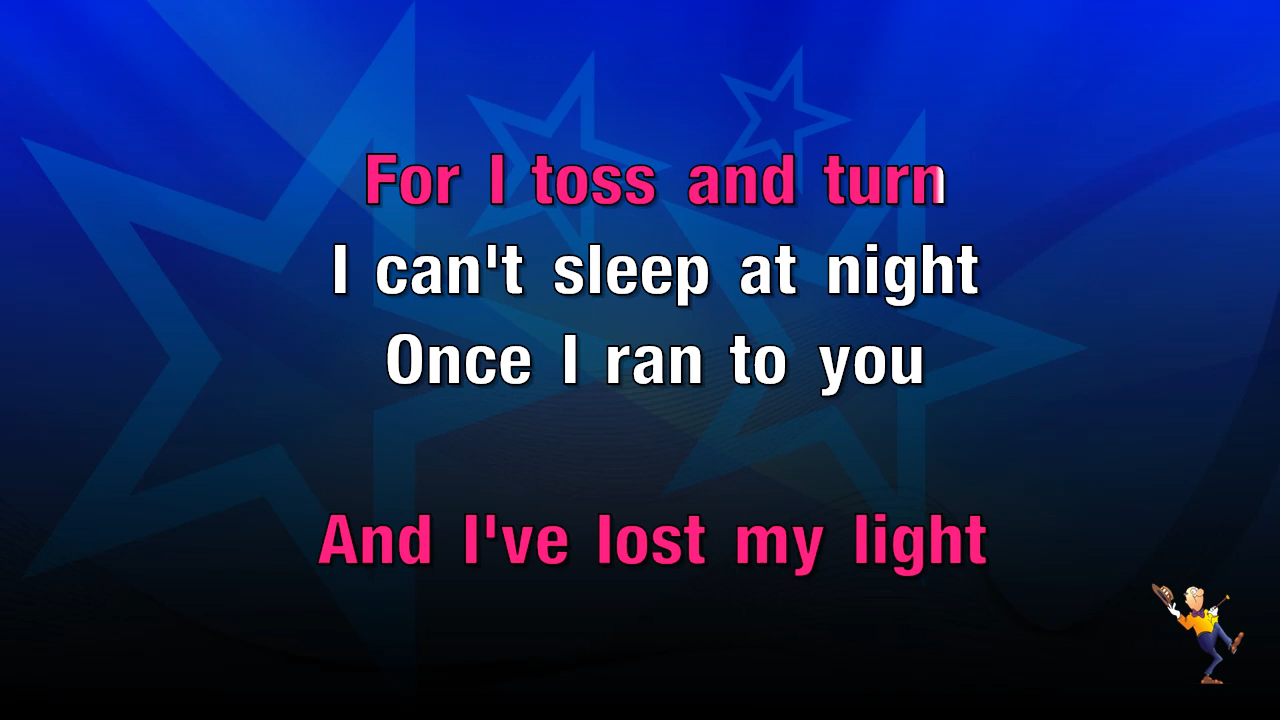 For I toss and turn
I can't sleep at night
Once I ran to you
And I've lost my light